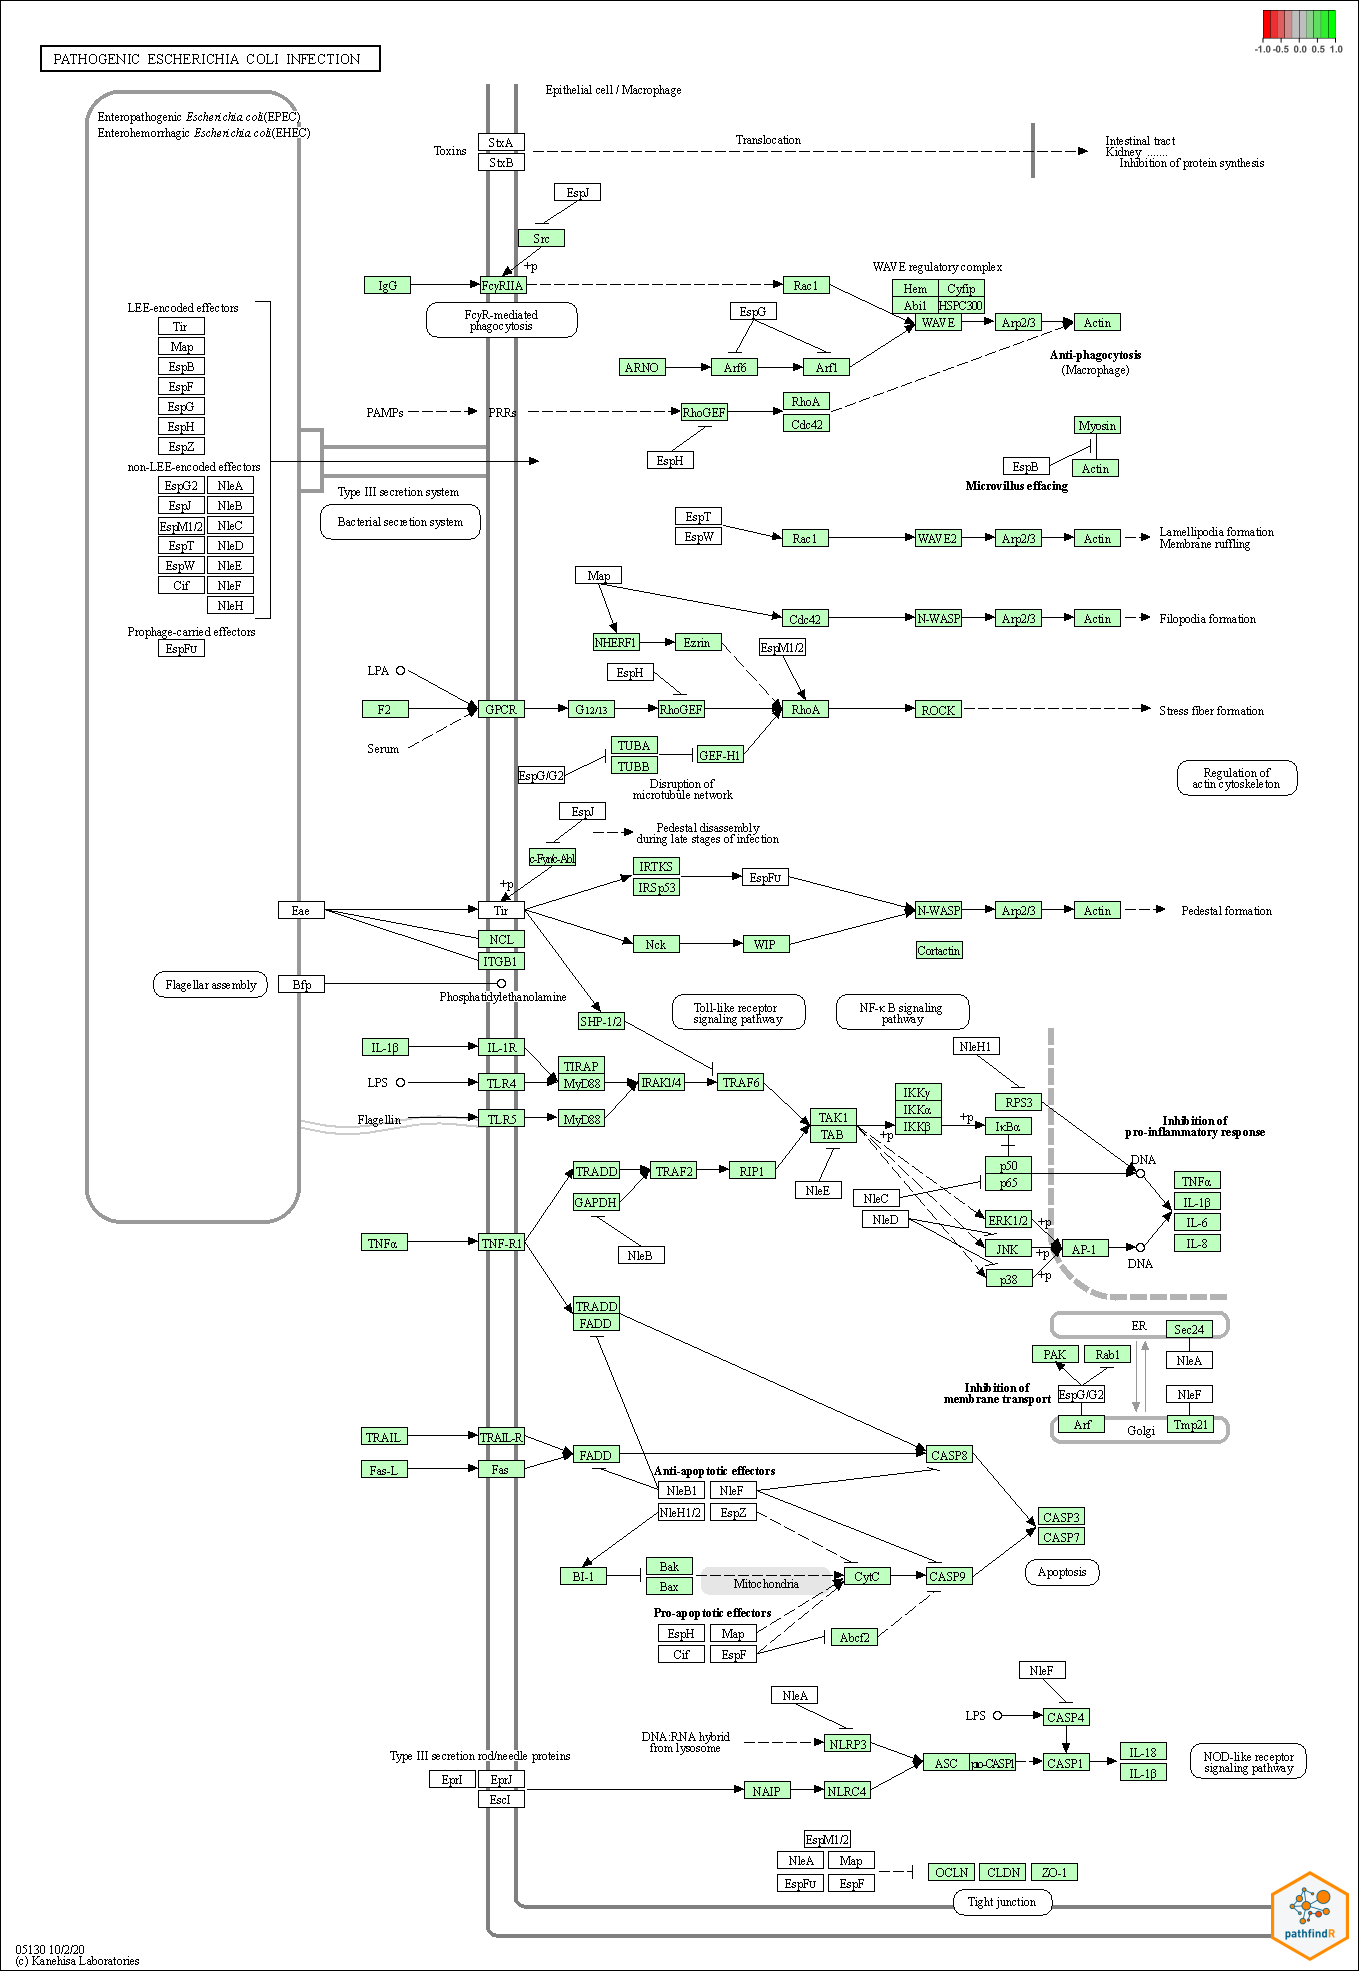 -1.0 -0.5 0.0 0.5 1.0
PATHOGENIC ESCHERICHIA COLI INFECTION
Epithelial cell / Macrophage
Enteropathogenic Escherichia coli(EPEC)
Enterohemorrhagic Escherichia coli(EHEC)
Toxins
StxA
StxB
Translocation
Intestinal tract
Kidney .......
Inhibition of protein synthesis
EspJ
Src
+p
IgG
FcγRIIA
Rac1
WAVE regulatory complex
Hem
Cyfip
Abi1
HSPC300
WAVE
Arp2/3
Actin
FcγR-mediated
phagocytosis
EspG
ARNO
Arf6
Arf1
Anti-phagocytosis
(Macrophage)
PAMPs
PRRs
RhoGEF
RhoA
Cdc42
EspH
Myosin
EspB
Actin
Microvillus effacing
LEE-encoded effectors
Tir
Map
EspB
EspF
EspG
EspH
EspZ
non-LEE-encoded effectors
EspG2
NleA
EspJ
NleB
EspM1/2
NleC
EspT
NleD
EspW
NleE
Cif
NleF
NleH
Prophage-carried effectors
EspFu
Type III secretion system
Bacterial secretion system
EspT
EspW
Rac1
WAVE2
Arp2/3
Actin
Lamellipodia formation
Membrane ruffling
Map
Cdc42
N-WASP
Arp2/3
Actin
Filopodia formation
NHERF1
Ezrin
EspM1/2
LPA
EspH
F2
GPCR
G12/13
RhoGEF
RhoA
ROCK
Stress fiber formation
Serum
TUBA
TUBB
GEF-H1
EspG/G2
Disruption of
microtubule network
Regulation of
actin cytoskeleton
EspJ
Pedestal disassembly
during late stages of infection
c-Fyn/c-Abl
+p
IRTKS
IRSp53
EspFu
Eae
Tir
N-WASP
Arp2/3
Actin
Pedestal formation
NCL
ITGB1
Nck
WIP
Cortactin
Flagellar assembly
Bfp
Phosphatidylethanolamine
SHP-1/2
Toll-like receptor
signaling pathway
NF-κB signaling
pathway
IL-1β
IL-1R
TIRAP
NleH1
LPS
TLR4
MyD88
IRAK1/4
TRAF6
IKKγ
IKKα
IKKβ
RPS3
Flagellin
TLR5
MyD88
TAK1
TAB
+p
+p
IκBα
Inhibition of
pro-inflammatory response
TRADD
TRAF2
RIP1
p50
p65
DNA
NleE
NleC
TNFα
IL-1β
IL-6
IL-8
GAPDH
NleD
ERK1/2
+p
TNFα
TNF-R1
NleB
JNK
+p
AP-1
DNA
p38
+p
TRADD
FADD
ER
Sec24
PAK
Rab1
NleA
Inhibition of
membrane transport
EspG/G2
NleF
Arf
Golgi
Tmp21
TRAIL
TRAIL-R
FADD
CASP8
Fas-L
Fas
Anti-apoptotic effectors
NleB1
NleF
NleH1/2
EspZ
CASP3
CASP7
BI-1
Bak
Bax
Mitochondria
CytC
CASP9
Apoptosis
Pro-apoptotic effectors
EspH
Map
Cif
EspF
Abcf2
NleF
NleA
LPS
CASP4
DNA:RNA hybrid
from lysosome
NLRP3
Type III secretion rod/needle proteins
ASC
pro-CASP1
CASP1
IL-18
IL-1β
NOD-like receptor
signaling pathway
EprI
EprJ
EscI
NAIP
NLRC4
EspM1/2
NleA
Map
EspFu
EspF
OCLN
CLDN
ZO-1
Tight junction
pathfindR
05130 10/2/20
(c) Kanehisa Laboratories